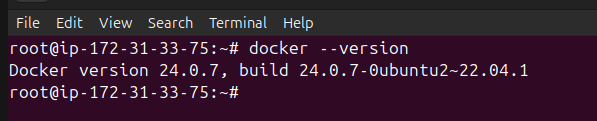 File Edit View Search Terminal Help
root@ip-172-31-33-75:~# docker --version
Docker version 24.0.7, build 24.0.7-0ubuntu2~22.04.1
root@ip-172-31-33-75:~#